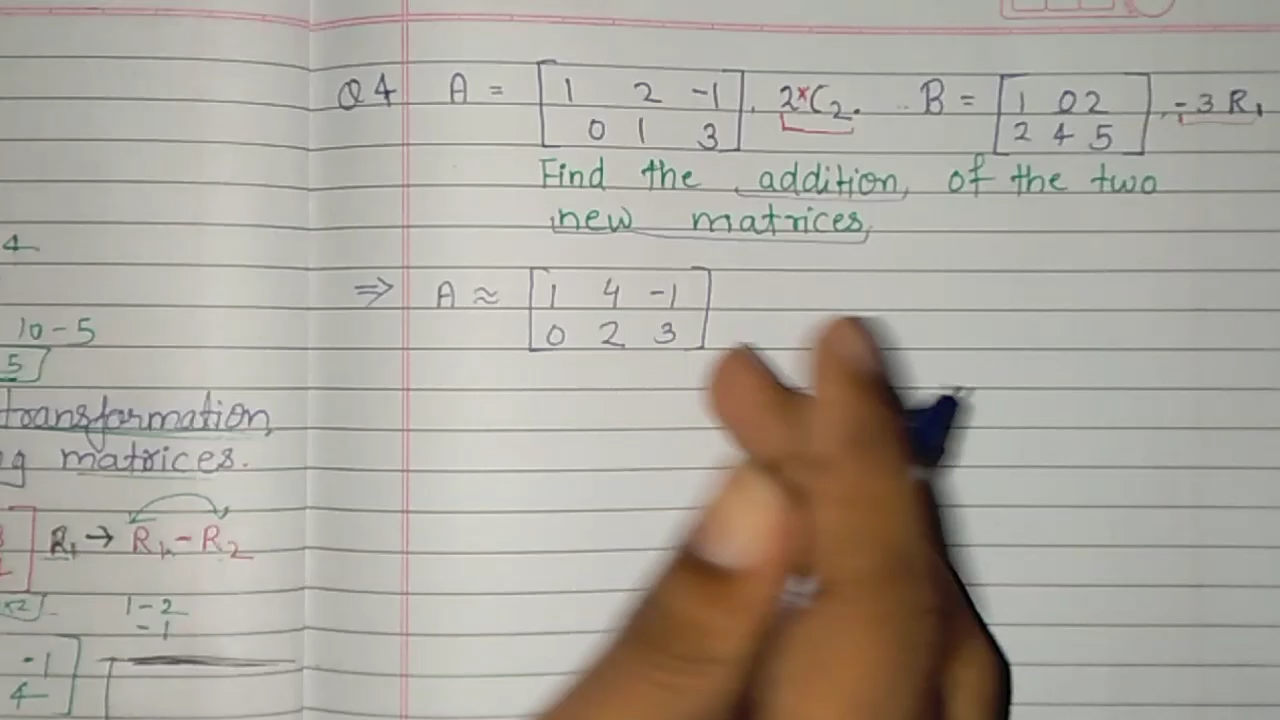 Q4 A = [ 1 2 -1 ] , 2×C₂. B = [ 1 0 2 ] , -3R₁
0 1 3 2 4 5
Find the addition, of the two
new matrices,
⇒ A ≈ [ 1 4 -1 ]
0 2 3
4
10-5
5
transformation,
matrices.
R₁ → R₁ - R₂
1-2
-1
-1
4